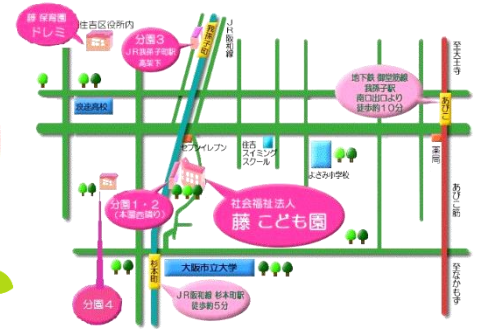 藤 保育園
ドレミ
住吉区役所内
分園3
JR我孫子町駅
高架下
我孫子町
JR阪和線
至天王寺
地下鉄 御堂筋線
我孫子駅
南口出口より
徒歩約10分
あびこ
薬局
あびこ筋
至なかもず
セブンイレブン
住吉
スイミング
スクール
よさみ小学校
分園1・2
(本園西隣り)
社会福祉法人
藤 こども園
分園4
杉本町
大阪市立大学
JR阪和線 杉本町駅
徒歩約5分